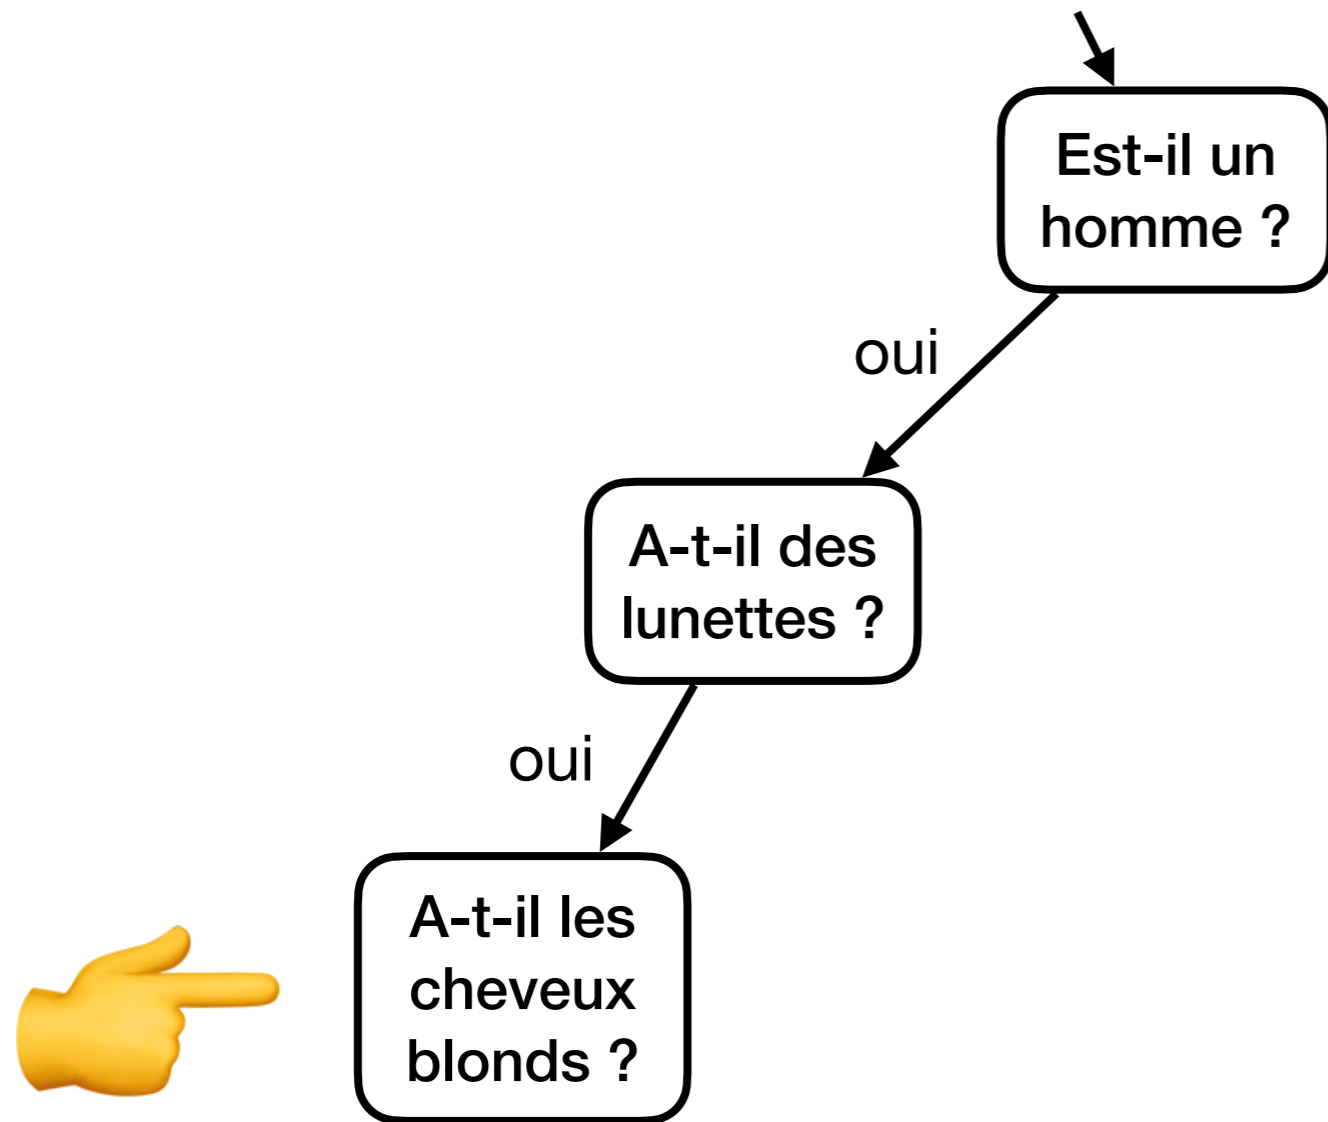 Est-il un
homme ?
oui
A-t-il des
lunettes ?
oui
A-t-il les
cheveux
blonds ?